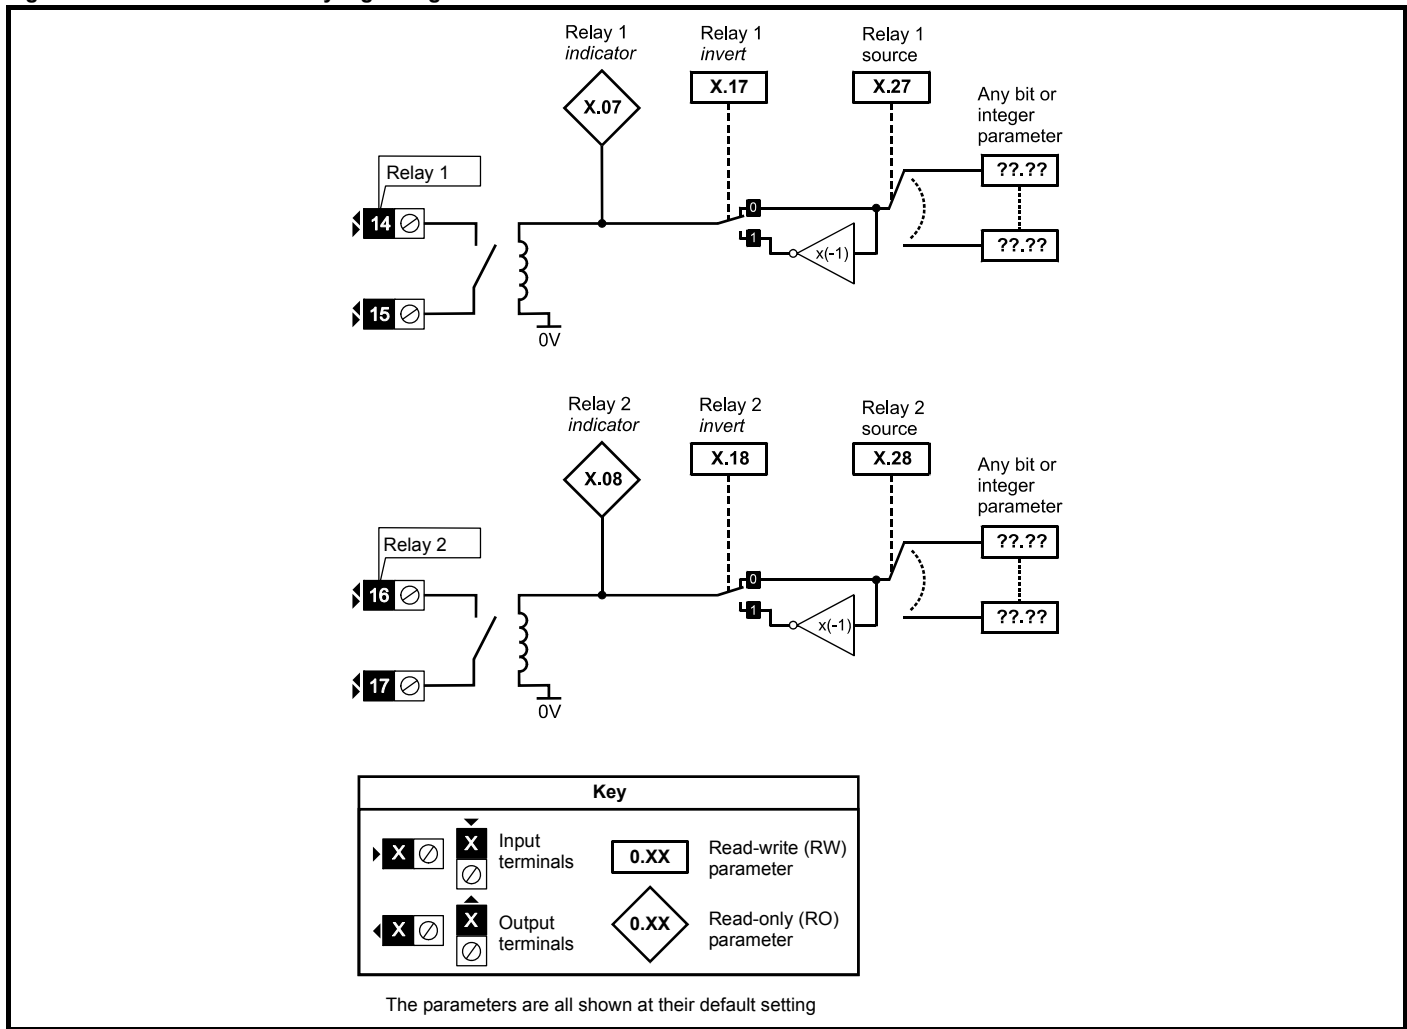 Relay 1
indicator
Relay 1
invert
Relay 1
source
X.07
X.17
X.27
Any bit or
integer
parameter
??.??
??.??
Relay 1
14
15
0
1
x(-1)
0V
Relay 2
indicator
Relay 2
invert
Relay 2
source
X.08
X.18
X.28
Any bit or
integer
parameter
??.??
??.??
Relay 2
16
17
0
1
x(-1)
0V
Key
X
X
Input
terminals
0.XX
Read-write (RW)
parameter
X
X
Output
terminals
0.XX
Read-only (RO)
parameter
The parameters are all shown at their default setting